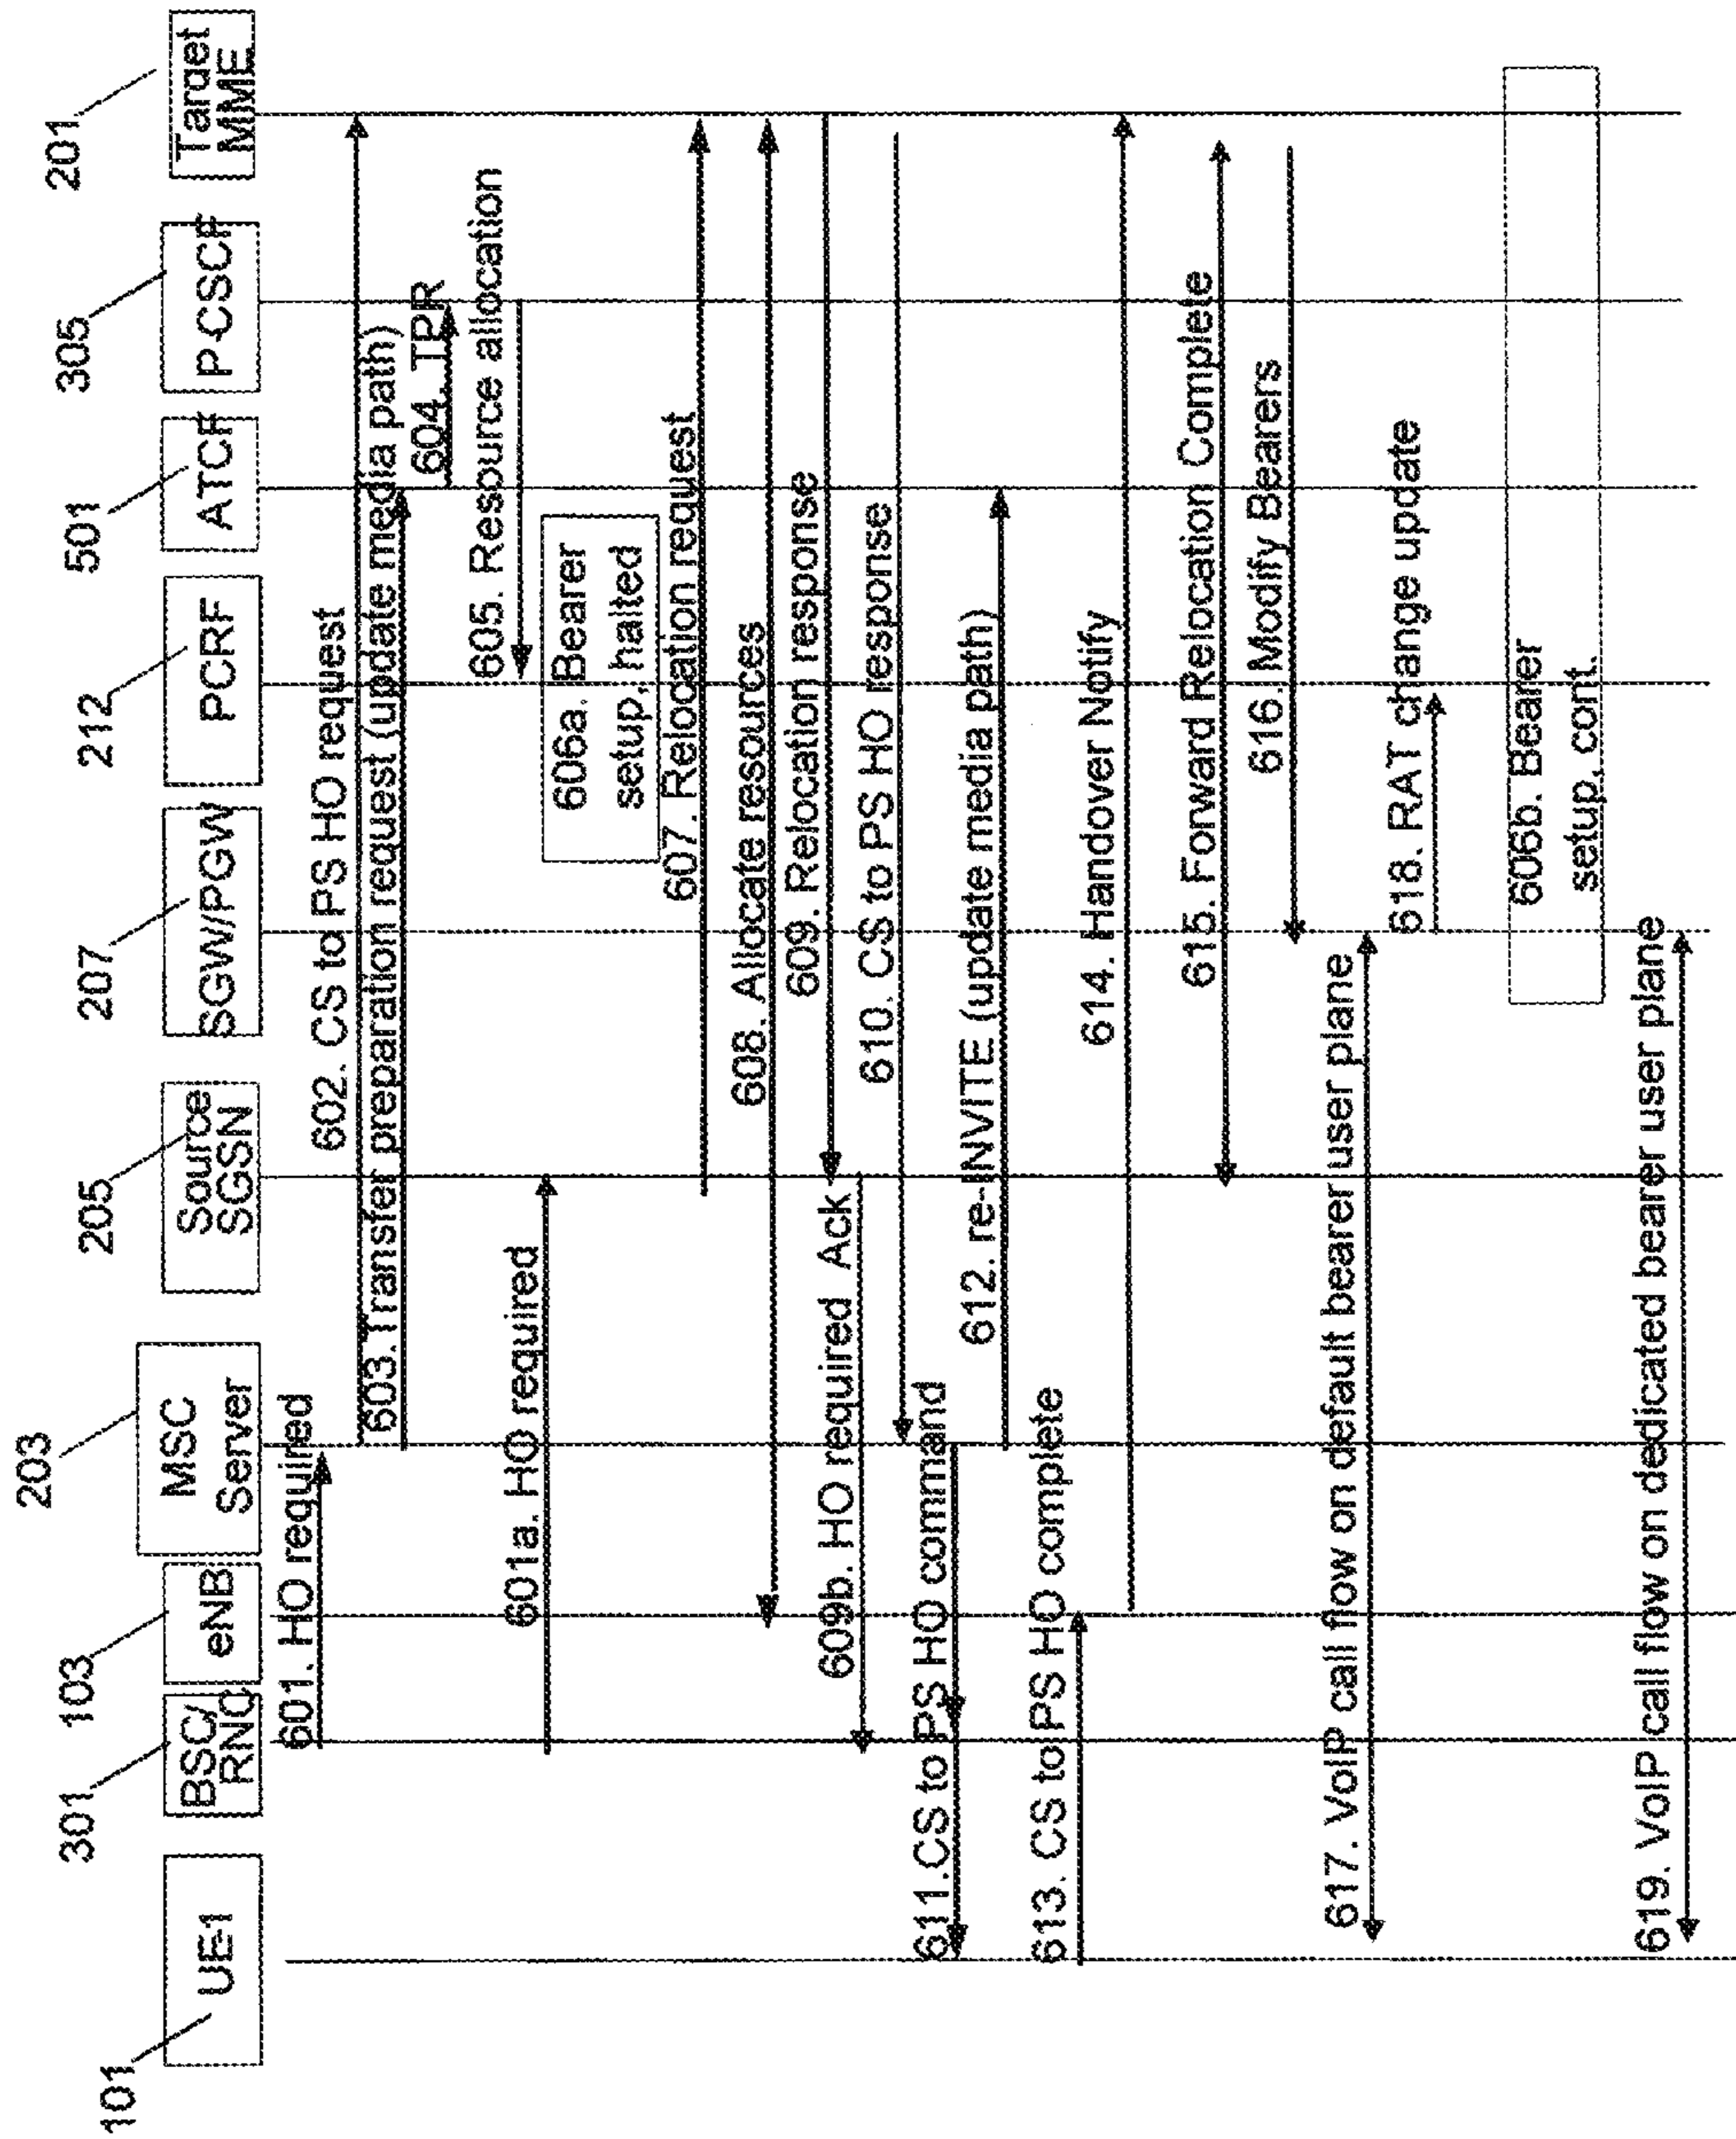 101
301
103
203
205
207
212
501
305
201
UE-1
BSC/
RNC
eNB
MSC
Server
Source
SGSN
SGW/PGW
PCRF
ATCF
P-CSCF
Target
MME
601. HO required
602. CS to PS HO request
603. Transfer preparation request (update media path)
604. TPR
605. Resource allocation
601a. HO required
606a. Bearer
setup, halted
607. Relocation request
608. Allocate resources
609. Relocation response
609b. HO required Ack
610. CS to PS HO response
611.CS to PS HO command
612. re-INVITE (update media path)
613. CS to PS HO complete
614. Handover Notify
615. Forward Relocation Complete
616. Modify Bearers
617. VoIP call flow on default bearer user plane
618. RAT change update
606b. Bearer
setup, cont.
619. VoIP call flow on dedicated bearer user plane